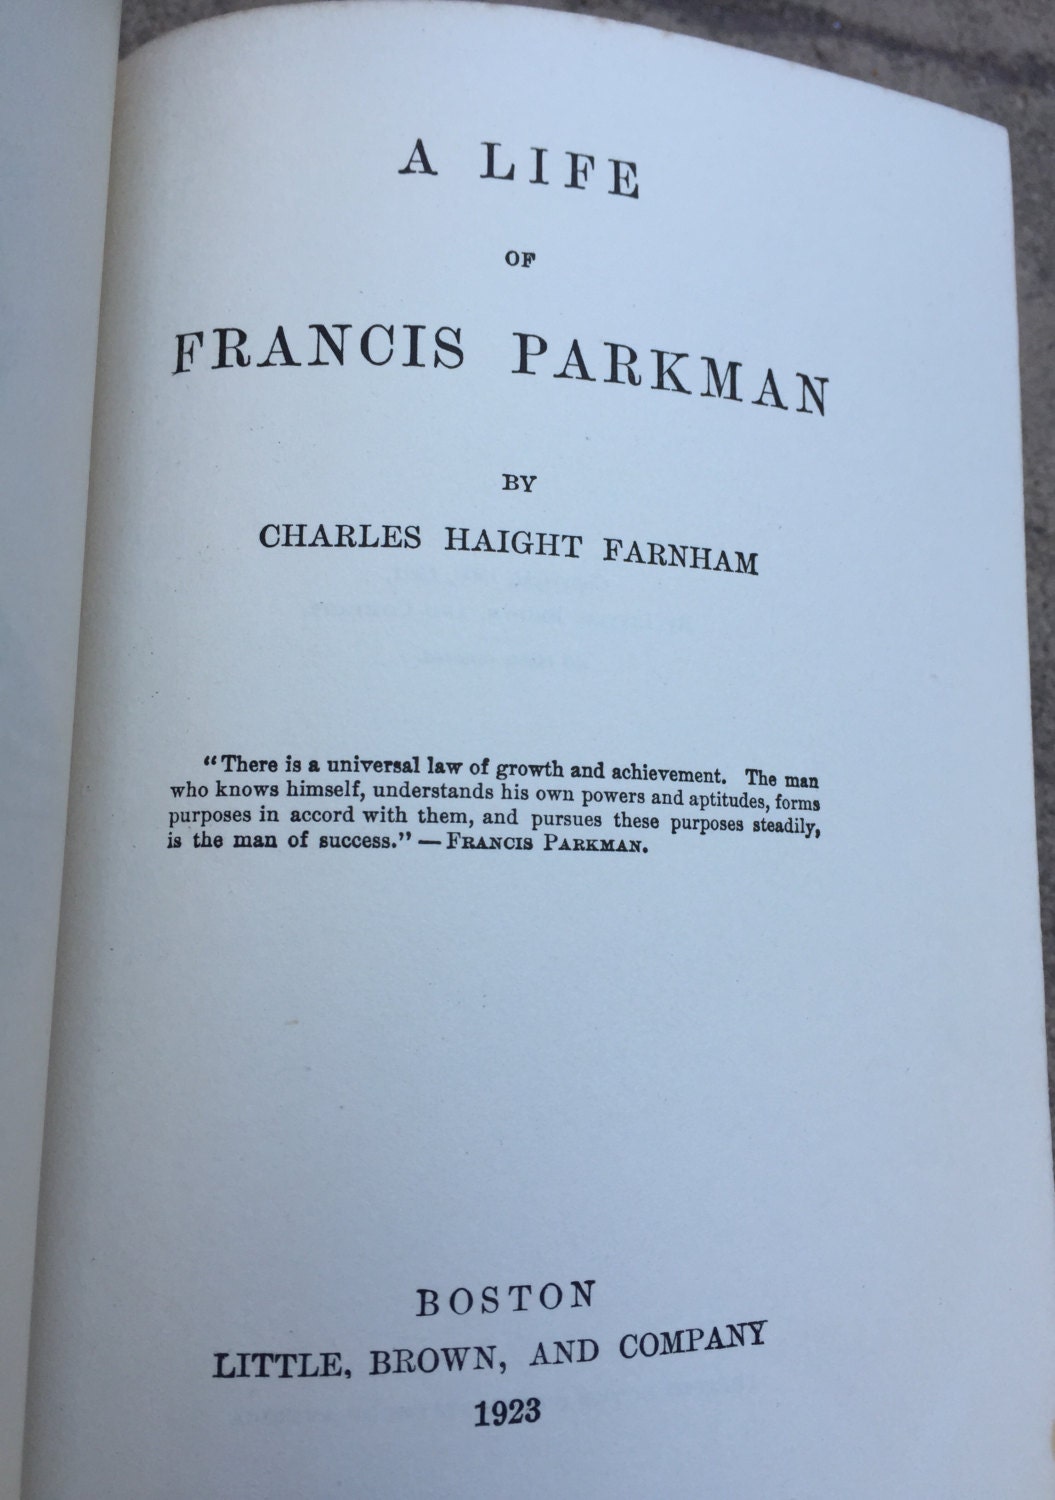 A LIFE
OF
FRANCIS PARKMAN
BY
CHARLES HAIGHT FARNHAM
“There is a universal law of growth and achievement. The man
who knows himself, understands his own powers and aptitudes, forms
purposes in accord with them, and pursues these purposes steadily,
is the man of success.” — FRANCIS PARKMAN.
BOSTON
LITTLE, BROWN, AND COMPANY
1923